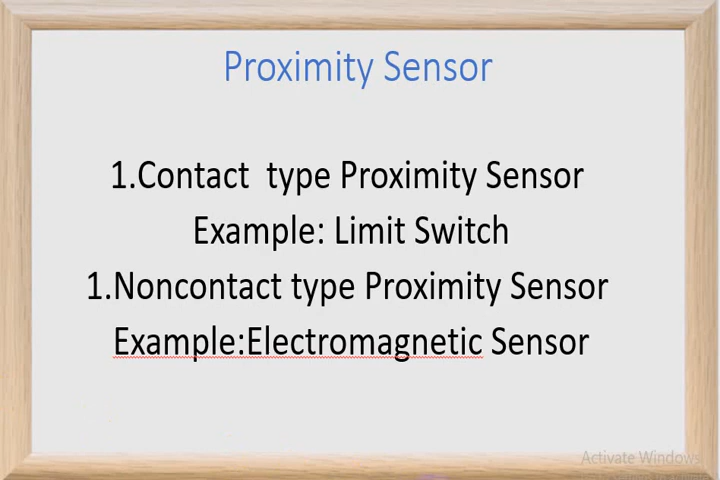 Proximity Sensor
1.Contact type Proximity Sensor
Example: Limit Switch
1.Noncontact type Proximity Sensor
Example:Electromagnetic Sensor
Activate Windows